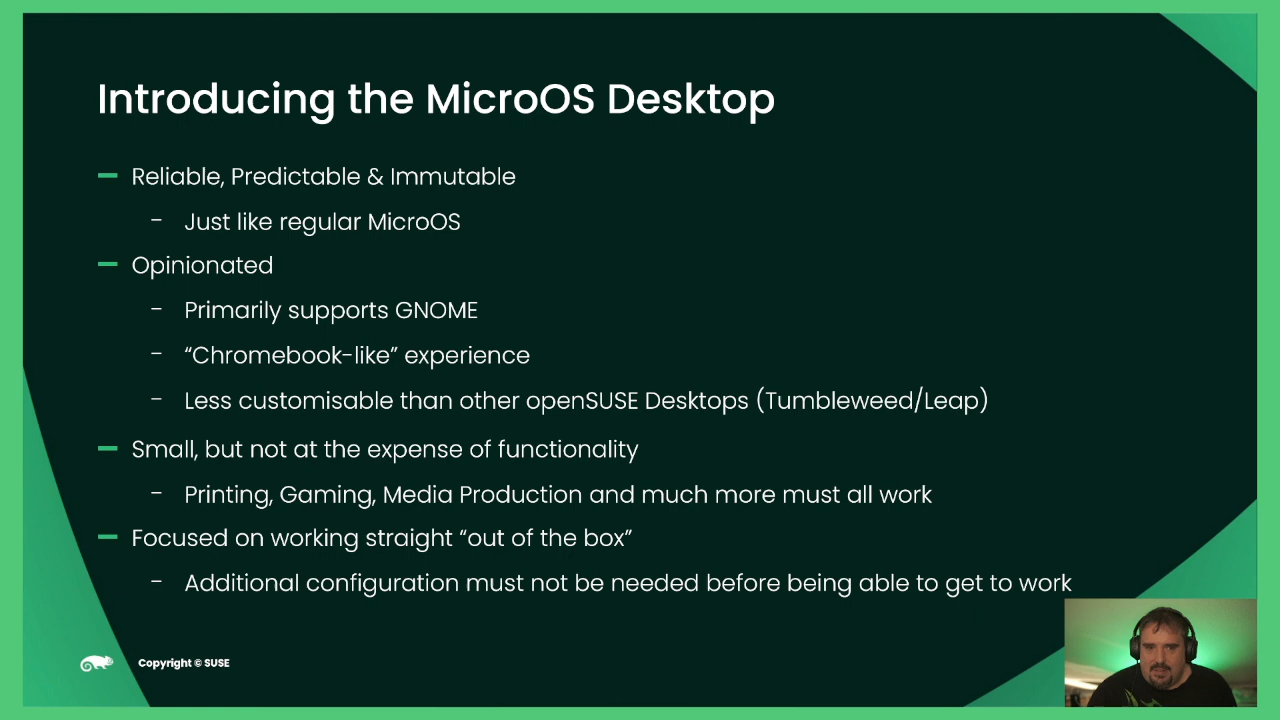 Introducing the MicroOS Desktop
Reliable, Predictable & Immutable
– Just like regular MicroOS
Opinionated
– Primarily supports GNOME
– “Chromebook-like” experience
– Less customisable than other openSUSE Desktops (Tumbleweed/Leap)
Small, but not at the expense of functionality
– Printing, Gaming, Media Production and much more must all work
Focused on working straight “out of the box”
– Additional configuration must not be needed before being able to get to work
Copyright © SUSE